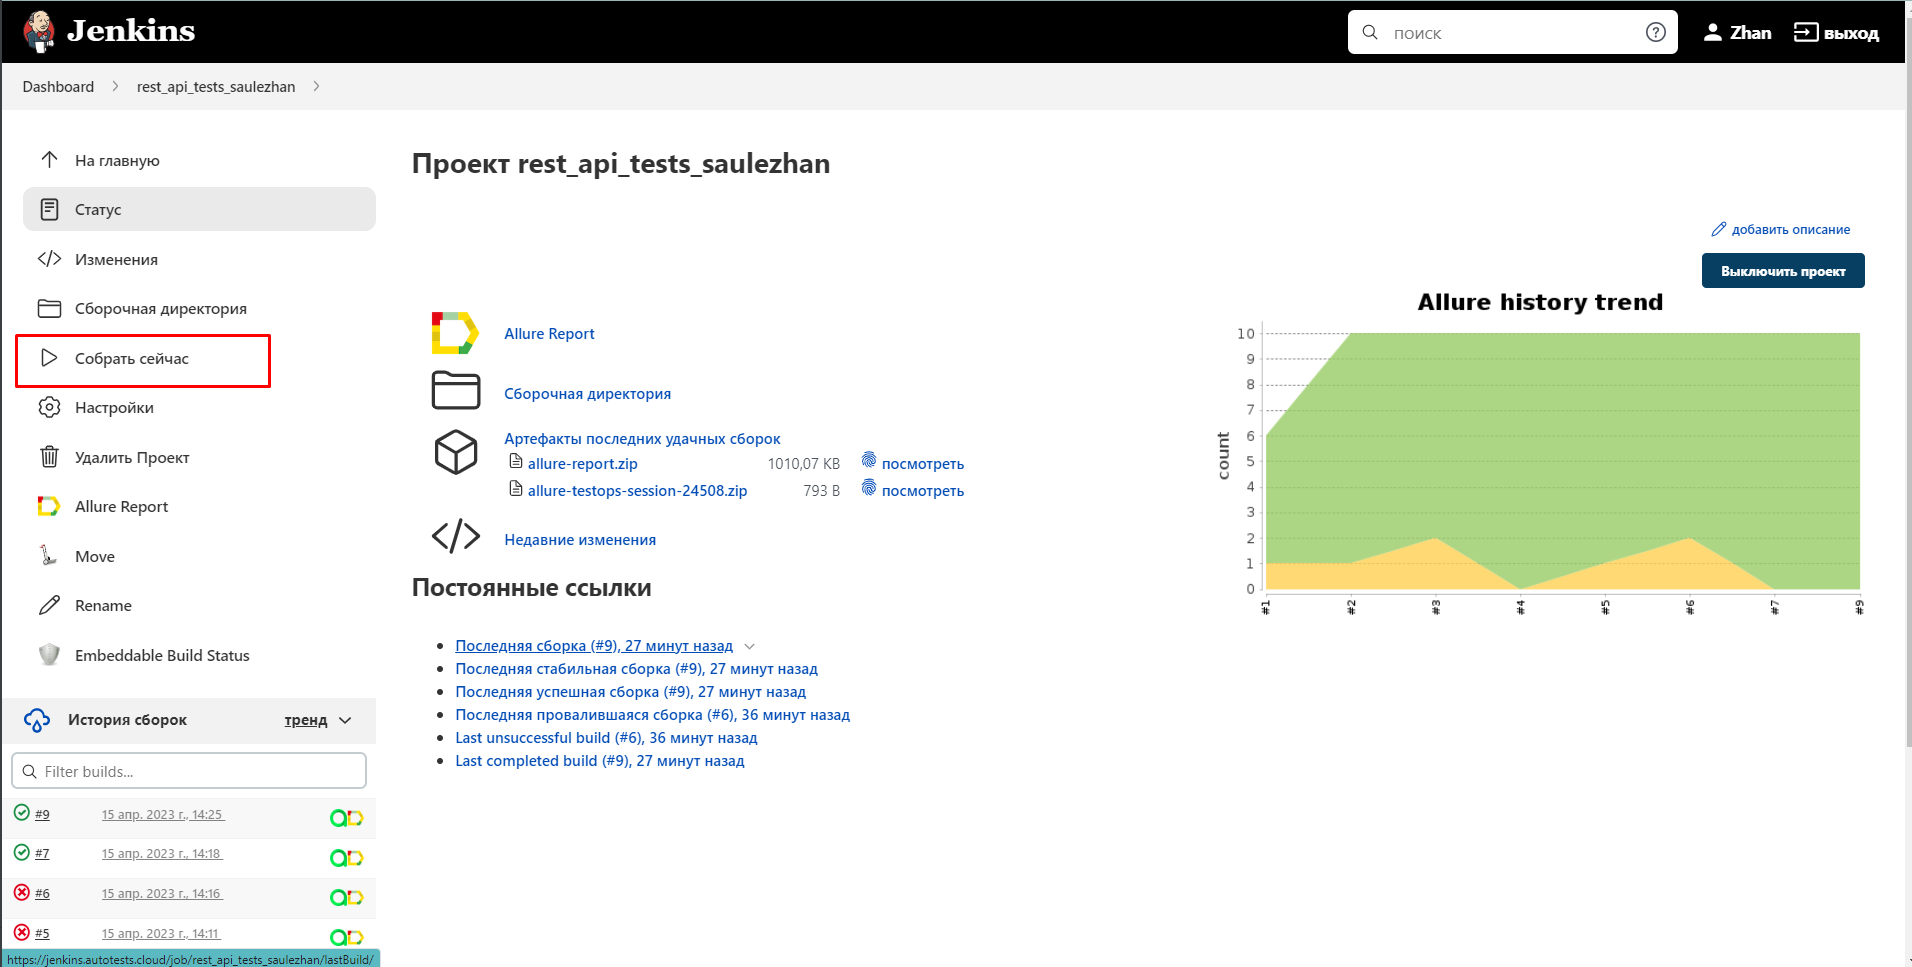 Jenkins
поиск
Zhan
выход
Dashboard
rest_api_tests_saulezhan
На главную
Статус
Изменения
Сборочная директория
Собрать сейчас
Настройки
Удалить Проект
Allure Report
Move
Rename
Embeddable Build Status
История сборок
тренд
Filter builds...
#9 15 апр. 2023 г., 14:25
#7 15 апр. 2023 г., 14:18
#6 15 апр. 2023 г., 14:16
#5 15 апр. 2023 г., 14:11
https://jenkins.autotests.cloud/job/rest_api_tests_saulezhan/lastBuild/
Проект rest_api_tests_saulezhan
добавить описание
Выключить проект
Allure Report
Сборочная директория
Артефакты последних удачных сборок
allure-report.zip 1010,07 KB посмотреть
allure-testops-session-24508.zip 793 B посмотреть
Недавние изменения
Постоянные ссылки
Последняя сборка (#9), 27 минут назад
Последняя стабильная сборка (#9), 27 минут назад
Последняя успешная сборка (#9), 27 минут назад
Последняя провалившаяся сборка (#6), 36 минут назад
Last unsuccessful build (#6), 36 минут назад
Last completed build (#9), 27 минут назад
Allure history trend
count
10
9
8
7
6
5
4
3
2
1
0
#1 #2 #3 #4 #5 #6 #7 #9